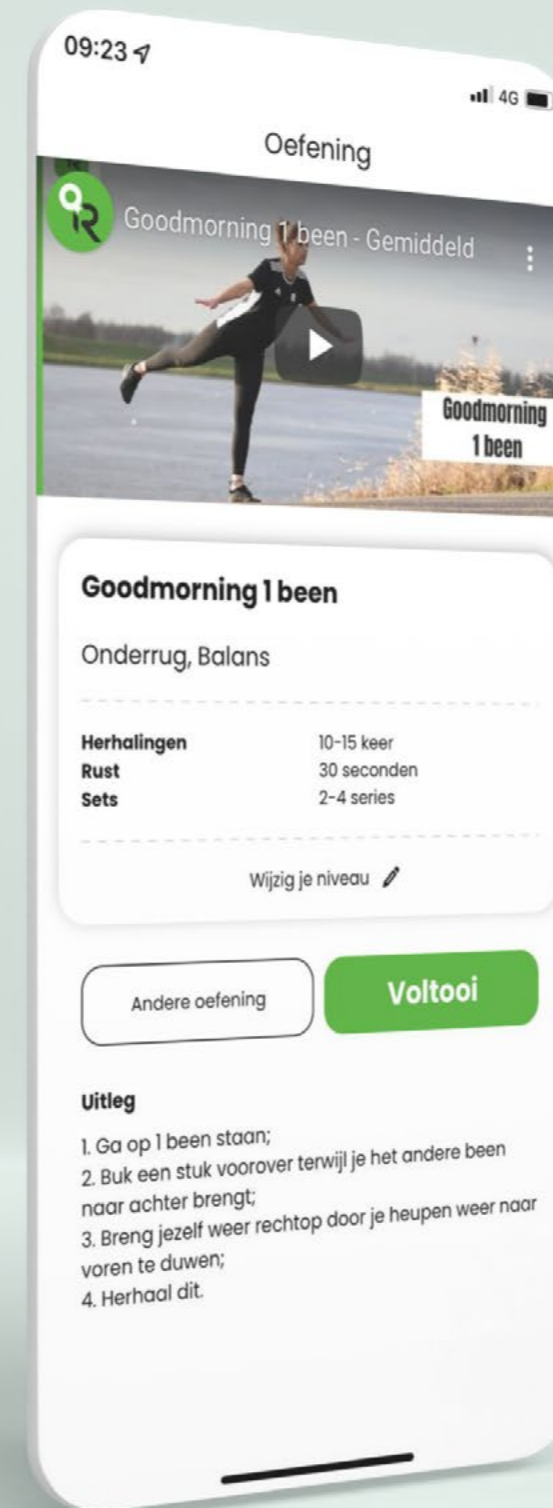 09:23
4G
Oefening
Goodmorning 1 been - Gemiddeld
Goodmorning
1 been
Goodmorning 1 been
Onderrug, Balans
Herhalingen 10-15 keer
Rust 30 seconden
Sets 2-4 series
Wijzig je niveau
Andere oefening
Voltooi
Uitleg
1. Ga op 1 been staan;
2. Buk een stuk voorover terwijl je het andere been
naar achter brengt;
3. Breng jezelf weer rechtop door je heupen weer naar
voren te duwen;
4. Herhaal dit.